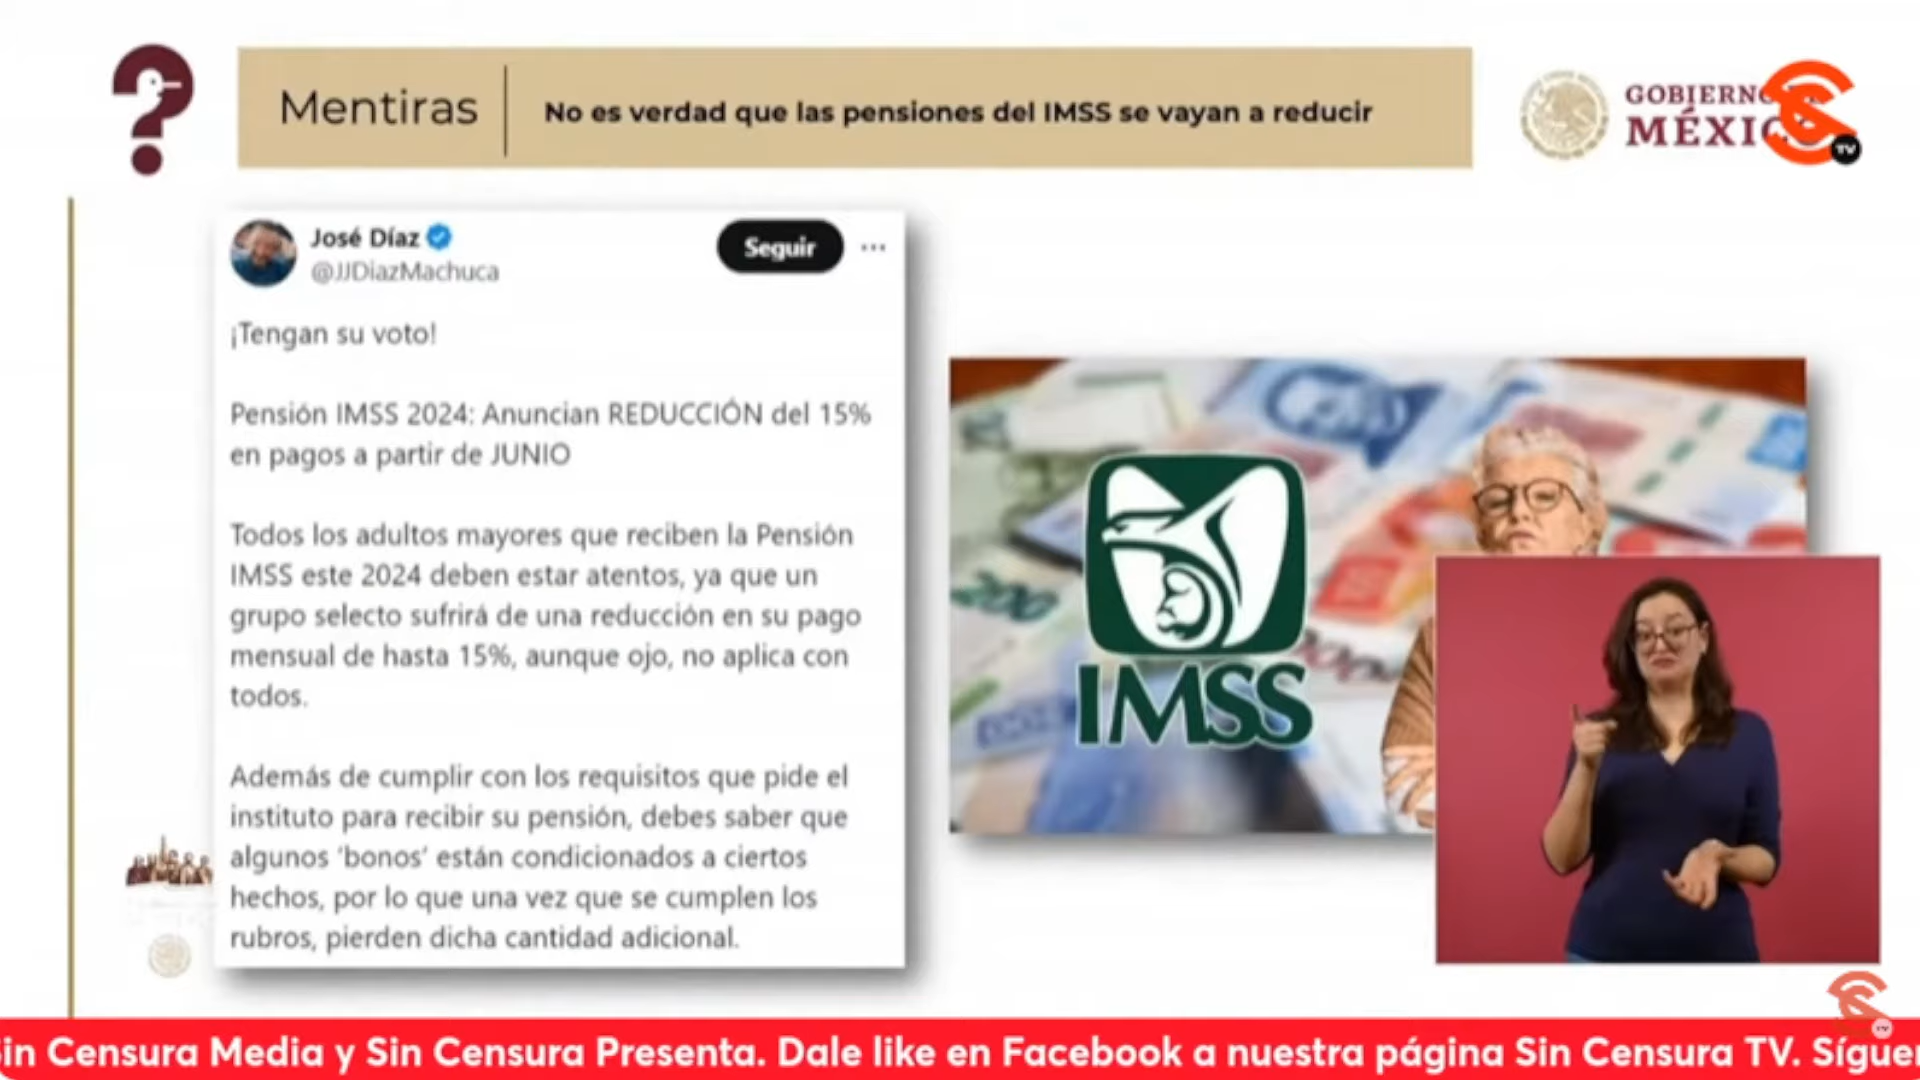 Mentiras
No es verdad que las pensiones del IMSS se vayan a reducir
GOBIERNO
MÉXIC
TV
José Díaz
@JJDiazMachuca
Seguir
¡Tengan su voto!
Pensión IMSS 2024: Anuncian REDUCCIÓN del 15%
en pagos a partir de JUNIO
Todos los adultos mayores que reciben la Pensión
IMSS este 2024 deben estar atentos, ya que un
grupo selecto sufrirá de una reducción en su pago
mensual de hasta 15%, aunque ojo, no aplica con
todos.
Además de cumplir con los requisitos que pide el
instituto para recibir su pensión, debes saber que
algunos 'bonos' están condicionados a ciertos
hechos, por lo que una vez que se cumplen los
rubros, pierden dicha cantidad adicional.
200
IMSS
TV
Sin Censura Media y Sin Censura Presenta. Dale like en Facebook a nuestra página Sin Censura TV. Síguen